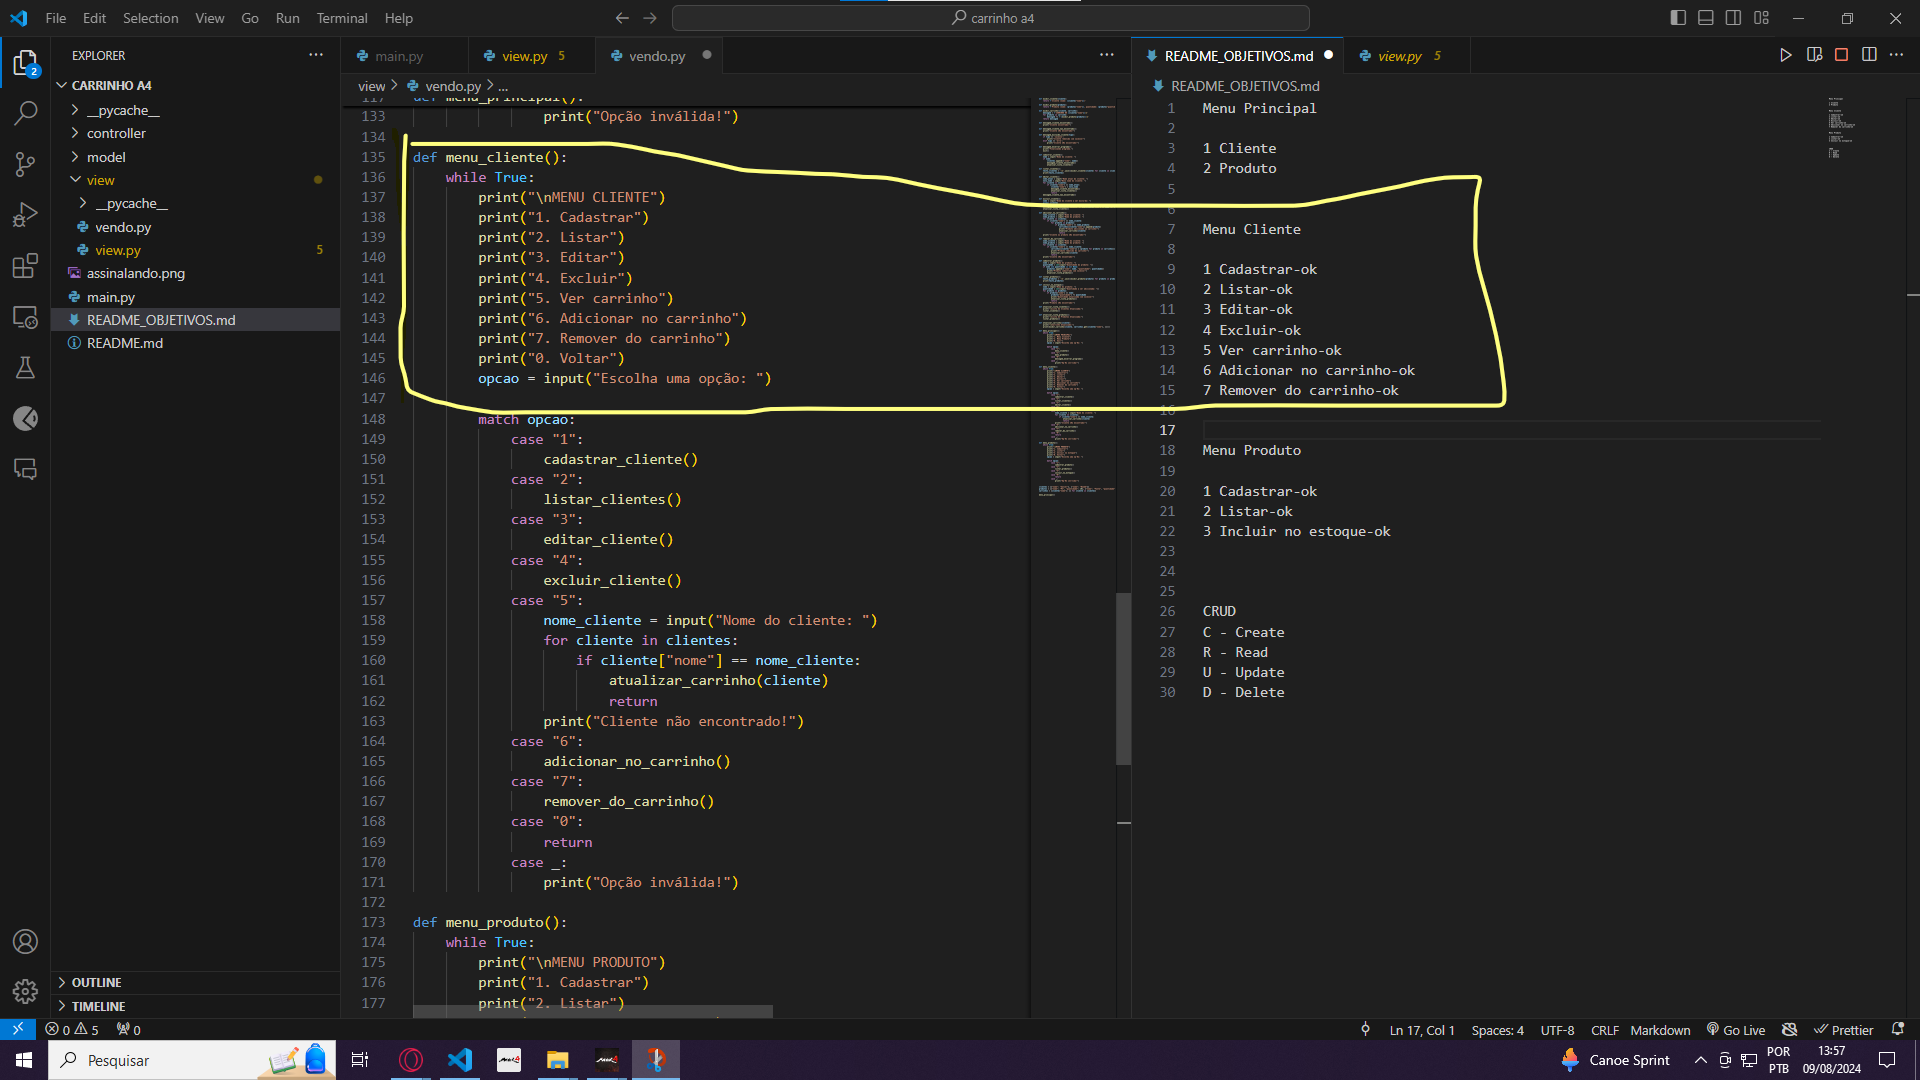 File Edit Selection View Go Run Terminal Help
carrinho a4
EXPLORER
2
CARRINHO A4
__pycache__
controller
model
view
__pycache__
vendo.py
view.py 5
assinalando.png
main.py
README_OBJETIVOS.md
README.md
OUTLINE
TIMELINE
main.py view.py 5 vendo.py
view > vendo.py > ...
117 def menu_principal():
133 print("Opção inválida!")
134
135 def menu_cliente():
136 while True:
137 print("\nMENU CLIENTE")
138 print("1. Cadastrar")
139 print("2. Listar")
140 print("3. Editar")
141 print("4. Excluir")
142 print("5. Ver carrinho")
143 print("6. Adicionar no carrinho")
144 print("7. Remover do carrinho")
145 print("0. Voltar")
146 opcao = input("Escolha uma opção: ")
147
148 match opcao:
149 case "1":
150 cadastrar_cliente()
151 case "2":
152 listar_clientes()
153 case "3":
154 editar_cliente()
155 case "4":
156 excluir_cliente()
157 case "5":
158 nome_cliente = input("Nome do cliente: ")
159 for cliente in clientes:
160 if cliente["nome"] == nome_cliente:
161 atualizar_carrinho(cliente)
162 return
163 print("Cliente não encontrado!")
164 case "6":
165 adicionar_no_carrinho()
166 case "7":
167 remover_do_carrinho()
168 case "0":
169 return
170 case _:
171 print("Opção inválida!")
172
173 def menu_produto():
174 while True:
175 print("\nMENU PRODUTO")
176 print("1. Cadastrar")
177 print("2. Listar")
README_OBJETIVOS.md view.py 5
README_OBJETIVOS.md
1 Menu Principal
2
3 1 Cliente
4 2 Produto
5
6
7 Menu Cliente
8
9 1 Cadastrar-ok
10 2 Listar-ok
11 3 Editar-ok
12 4 Excluir-ok
13 5 Ver carrinho-ok
14 6 Adicionar no carrinho-ok
15 7 Remover do carrinho-ok
16
17
18 Menu Produto
19
20 1 Cadastrar-ok
21 2 Listar-ok
22 3 Incluir no estoque-ok
23
24
25
26 CRUD
27 C - Create
28 R - Read
29 U - Update
30 D - Delete
0 5 0 Ln 17, Col 1 Spaces: 4 UTF-8 CRLF Markdown Go Live Prettier
Pesquisar Canoe Sprint POR PTB 13:57 09/08/2024